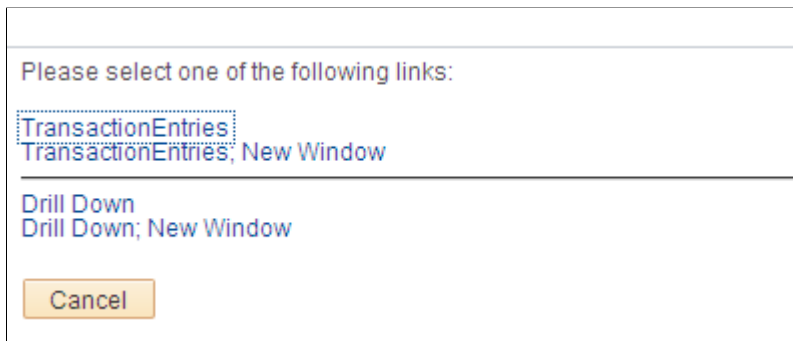 Please select one of the following links:
TransactionEntries
TransactionEntries; New Window
Drill Down
Drill Down; New Window
Cancel